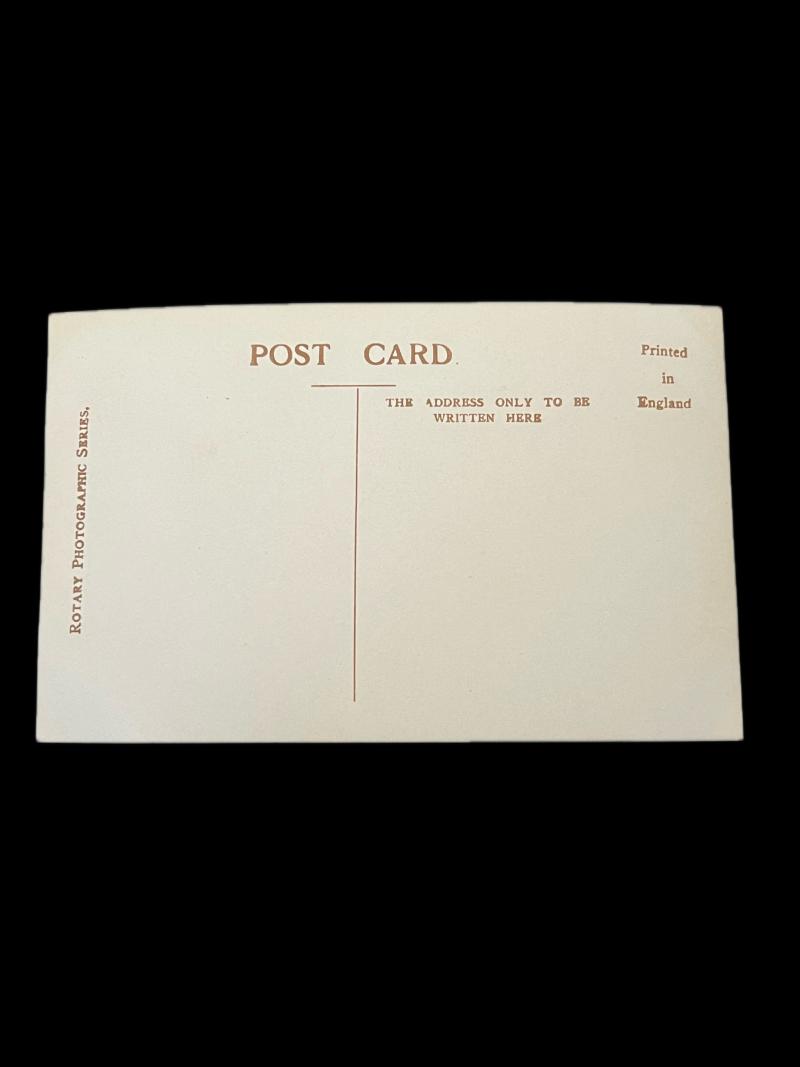 POST CARD.
THE ADDRESS ONLY TO BE
WRITTEN HERE
Printed
in
England
ROTARY PHOTOGRAPHIC SERIES.